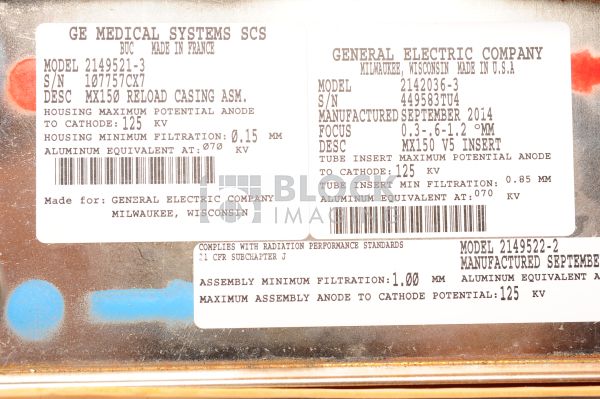 GE MEDICAL SYSTEMS SCS
BUC MADE IN FRANCE
MODEL 2149521-3
S/N 107757CX7
DESC MX150 RELOAD CASING ASM.
HOUSING MAXIMUM POTENTIAL ANODE
TO CATHODE: 125 KV
HOUSING MINIMUM FILTRATION: 0.15 MM
ALUMINUM EQUIVALENT AT: 070 KV
Made for: GENERAL ELECTRIC COMPANY
MILWAUKEE, WISCONSIN
GENERAL ELECTRIC COMPANY
MILWAUKEE, WISCONSIN MADE IN U.S.A
MODEL 2142036-3
S/N 449583TU4
MANUFACTURED SEPTEMBER 2014
FOCUS 0.3-.6-1.2 MM
DESC MX150 V5 INSERT
TUBE INSERT MAXIMUM POTENTIAL ANODE
TO CATHODE: 125 KV
TUBE INSERT MIN FILTRATION: 0.85 MM
ALUMINUM EQUIVALENT AT: 070 KV
BLOCK
IMAGING
COMPLIES WITH RADIATION PERFORMANCE STANDARDS
21 CFR SUBCHAPTER J
MODEL 2149522-2
MANUFACTURED SEPTEMBE
ASSEMBLY MINIMUM FILTRATION: 1.00 MM ALUMINUM EQUIVALENT A
MAXIMUM ASSEMBLY ANODE TO CATHODE POTENTIAL: 125 KV